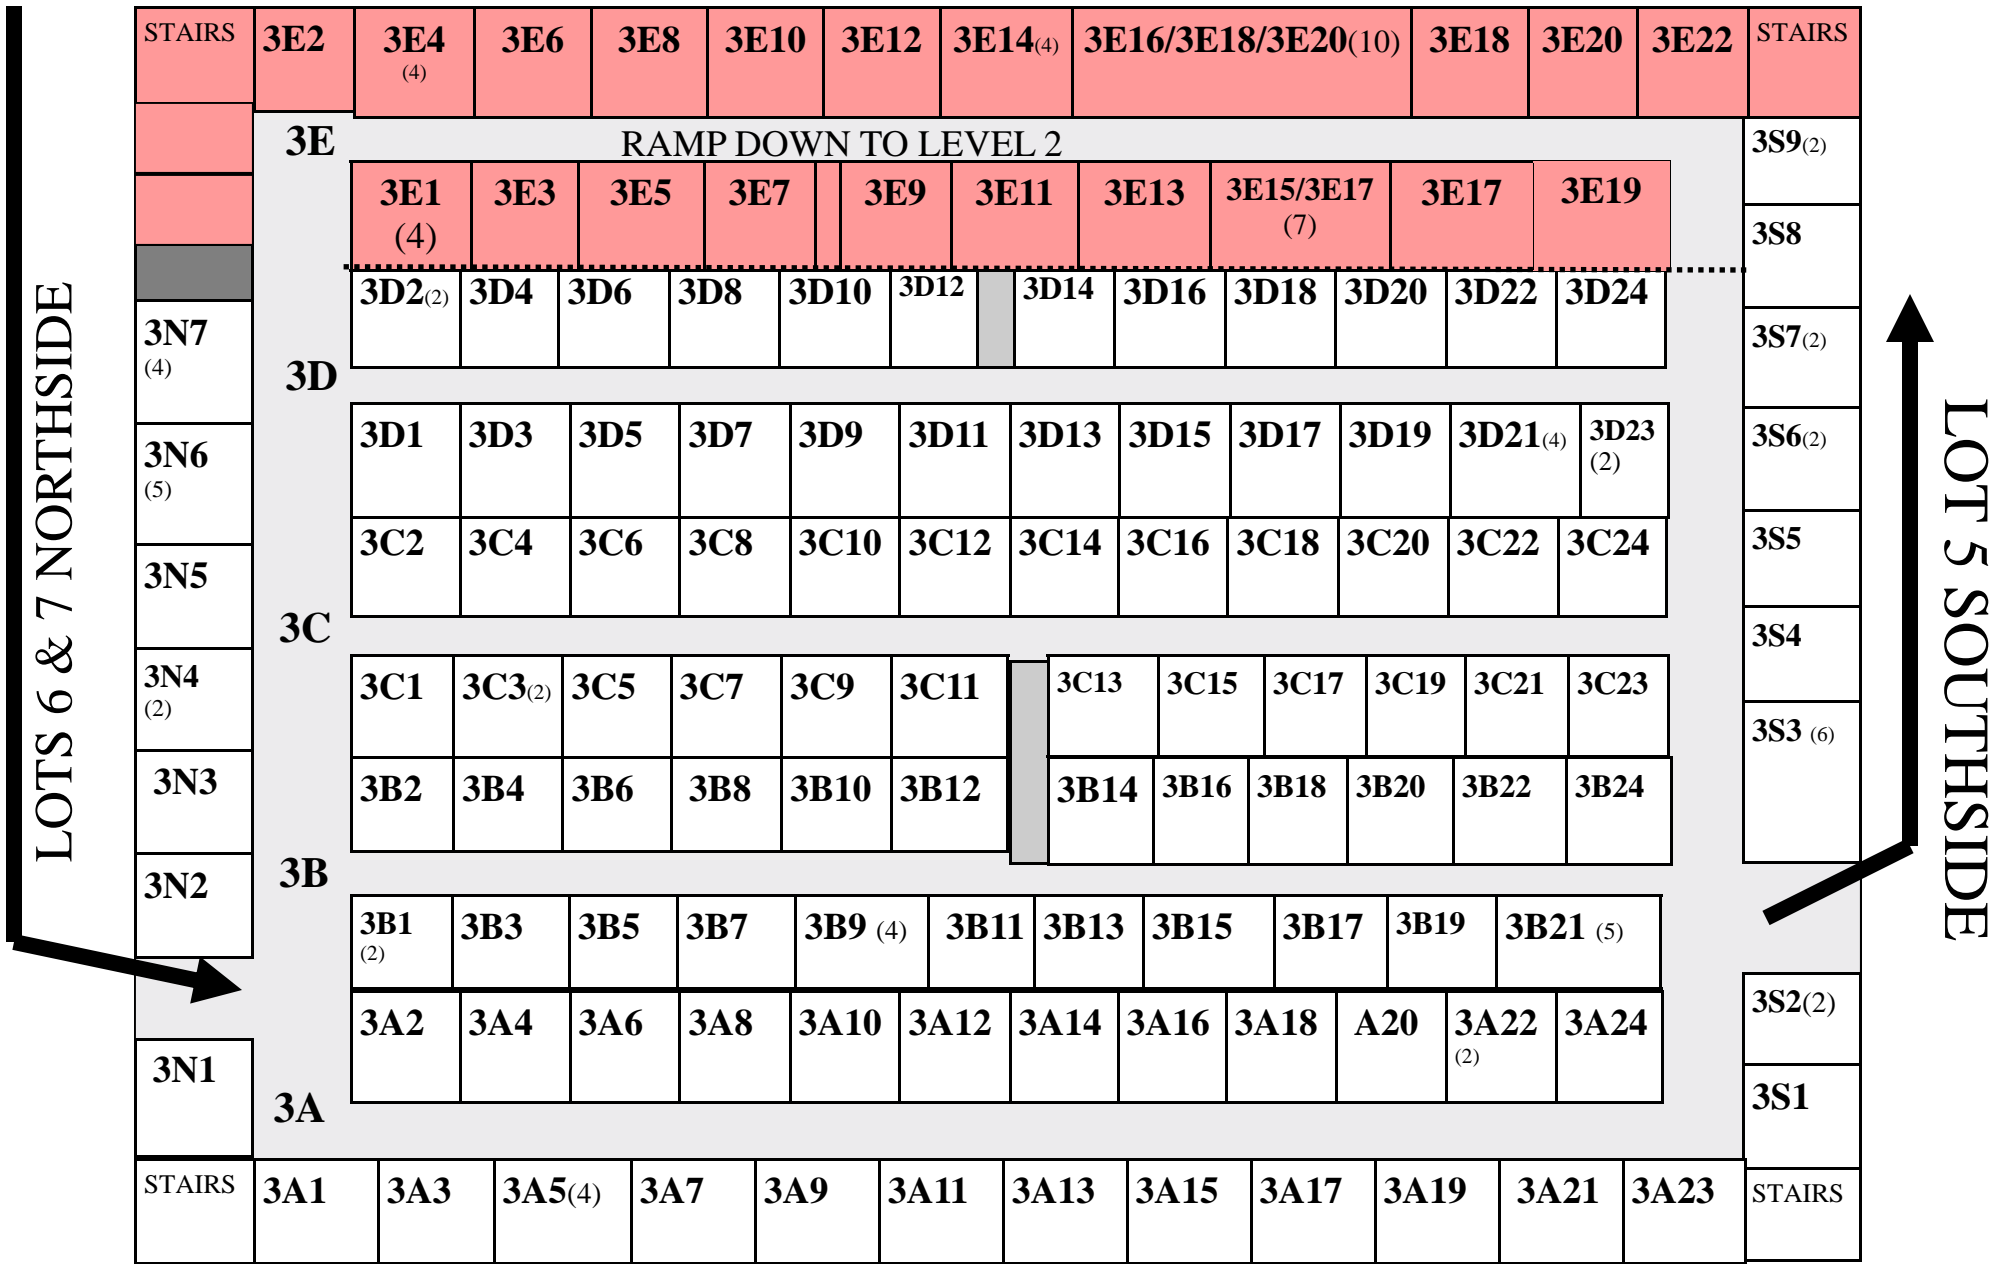 STAIRS 3E2 3E4 3E6 3E8 3E10 3E12 3E14(4) 3E16/3E18/3E20(10) 3E18 3E20 3E22 STAIRS
(4)
3E RAMP DOWN TO LEVEL 2 3S9(2)
3E1 3E3 3E5 3E7 3E9 3E11 3E13 3E15/3E17 3E17 3E19
(4) (7)
3S8
3D2(2) 3D4 3D6 3D8 3D10 3D12 3D14 3D16 3D18 3D20 3D22 3D24
3N7 3S7(2)
(4)
3D
3D1 3D3 3D5 3D7 3D9 3D11 3D13 3D15 3D17 3D19 3D21(4) 3D23 3S6(2)
(2)
3N6
(5)
3C2 3C4 3C6 3C8 3C10 3C12 3C14 3C16 3C18 3C20 3C22 3C24 3S5
3N5
3C 3S4
3N4 3C1 3C3(2) 3C5 3C7 3C9 3C11 3C13 3C15 3C17 3C19 3C21 3C23
(2)
3S3 (6)
3N3 3B2 3B4 3B6 3B8 3B10 3B12 3B14 3B16 3B18 3B20 3B22 3B24
3N2 3B
3B1 3B3 3B5 3B7 3B9 (4) 3B11 3B13 3B15 3B17 3B19 3B21 (5)
(2)
3A2 3A4 3A6 3A8 3A10 3A12 3A14 3A16 3A18 A20 3A22 3A24 3S2(2)
(2)
3N1 3S1
3A
STAIRS 3A1 3A3 3A5(4) 3A7 3A9 3A11 3A13 3A15 3A17 3A19 3A21 3A23 STAIRS
LOTS 6 & 7 NORTHSIDE
LOT 5 SOUTHSIDE